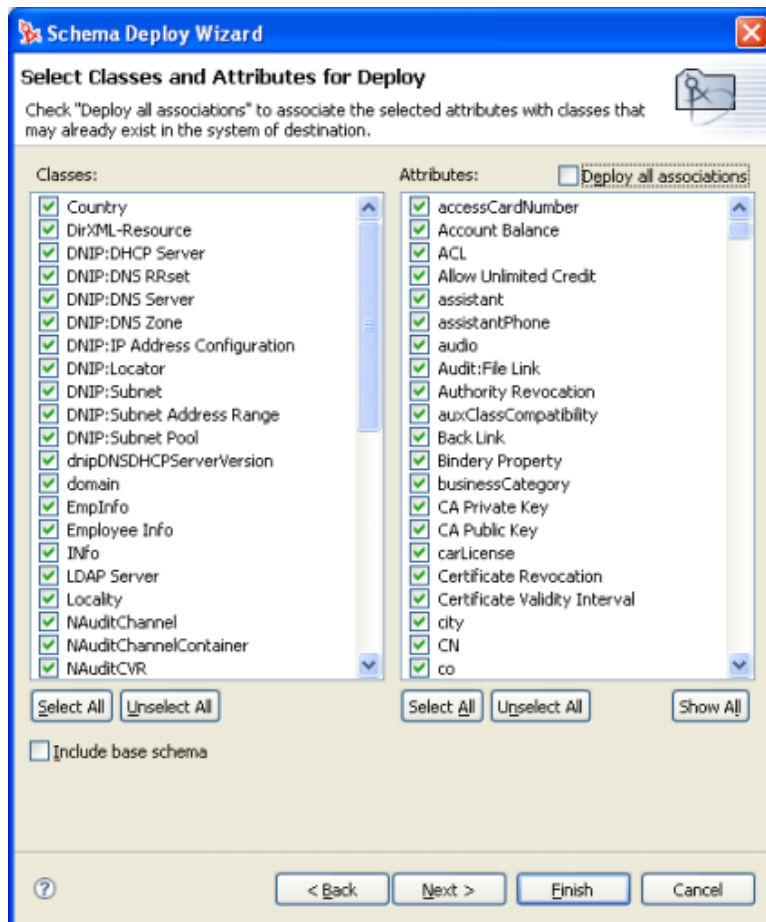 Schema Deploy Wizard
Select Classes and Attributes for Deploy
Check "Deploy all associations" to associate the selected attributes with classes that
may already exist in the system of destination.
Classes:
Country
DirXML-Resource
DNIP:DHCP Server
DNIP:DNS RRset
DNIP:DNS Server
DNIP:DNS Zone
DNIP:IP Address Configuration
DNIP:Locator
DNIP:Subnet
DNIP:Subnet Address Range
DNIP:Subnet Pool
dnipDNSDHCPServerVersion
domain
EmpInfo
Employee Info
INfo
LDAP Server
Locality
NAuditChannel
NAuditChannelContainer
NAuditCVR
Select All Unselect All
Include base schema
Attributes: Deploy all associations
accessCardNumber
Account Balance
ACL
Allow Unlimited Credit
assistant
assistantPhone
audio
Audit:File Link
Authority Revocation
auxClassCompatibility
Back Link
Bindery Property
businessCategory
CA Private Key
CA Public Key
carLicense
Certificate Revocation
Certificate Validity Interval
city
CN
co
Select All Unselect All Show All
? < Back Next > Finish Cancel